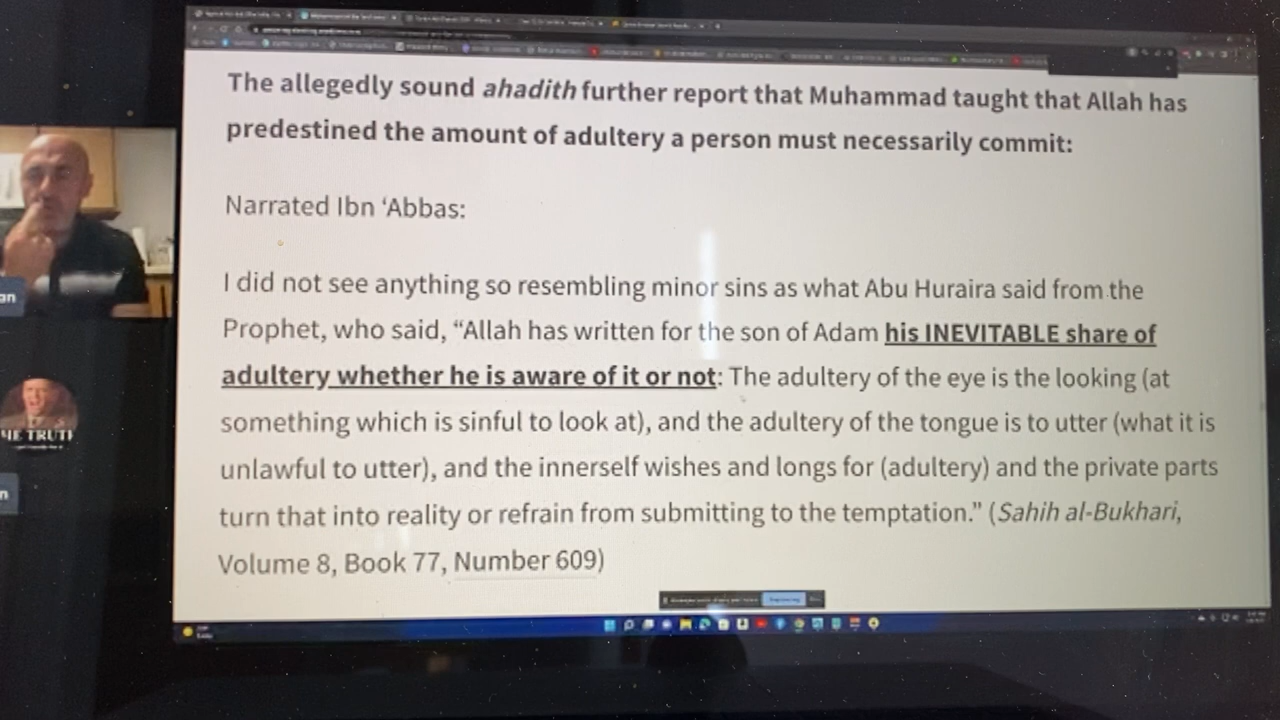 The allegedly sound ahadith further report that Muhammad taught that Allah has
predestined the amount of adultery a person must necessarily commit:
Narrated Ibn ‘Abbas:
I did not see anything so resembling minor sins as what Abu Huraira said from the
Prophet, who said, “Allah has written for the son of Adam his INEVITABLE share of
adultery whether he is aware of it or not: The adultery of the eye is the looking (at
something which is sinful to look at), and the adultery of the tongue is to utter (what it is
unlawful to utter), and the innerself wishes and longs for (adultery) and the private parts
turn that into reality or refrain from submitting to the temptation.” (Sahih al-Bukhari,
Volume 8, Book 77, Number 609)
an
TRUTH
n